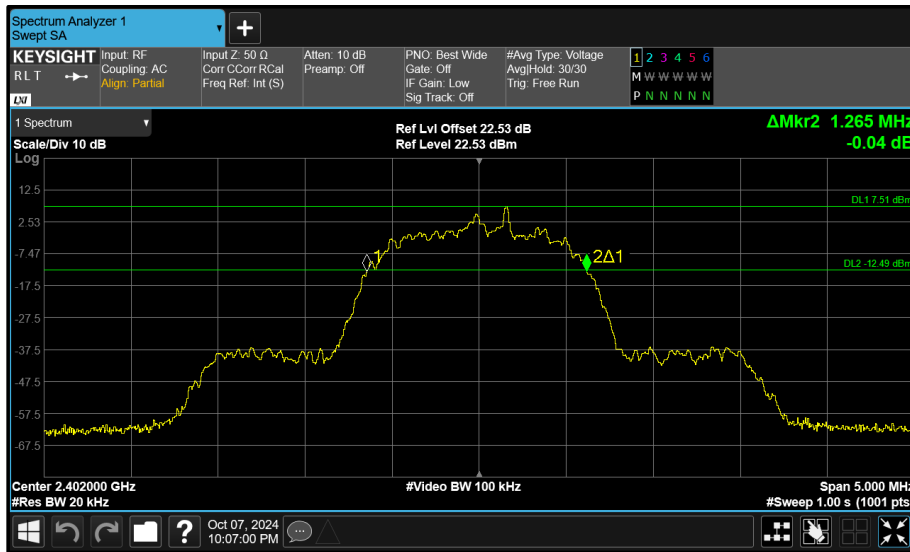 Spectrum Analyzer 1
Swept SA
KEYSIGHT
R L T
LXI
Input: RF
Coupling: AC
Align: Partial
Input Z: 50 Ω
Corr CCorr RCal
Freq Ref: Int (S)
Atten: 10 dB
Preamp: Off
PNO: Best Wide
Gate: Off
IF Gain: Low
Sig Track: Off
#Avg Type: Voltage
Avg|Hold: 30/30
Trig: Free Run
1 2 3 4 5 6
M W W W W W
P N N N N N
1 Spectrum
Scale/Div 10 dB
Ref Lvl Offset 22.53 dB
Ref Level 22.53 dBm
ΔMkr2 1.265 MHz
-0.04 dB
Log
12.5
2.53
-7.47
-17.5
-27.5
-37.5
-47.5
-57.5
-67.5
DL1 7.51 dBm
1
2Δ1
DL2 -12.49 dBm
Center 2.402000 GHz
#Res BW 20 kHz
#Video BW 100 kHz
Span 5.000 MHz
#Sweep 1.00 s (1001 pts
?
Oct 07, 2024
10:07:00 PM